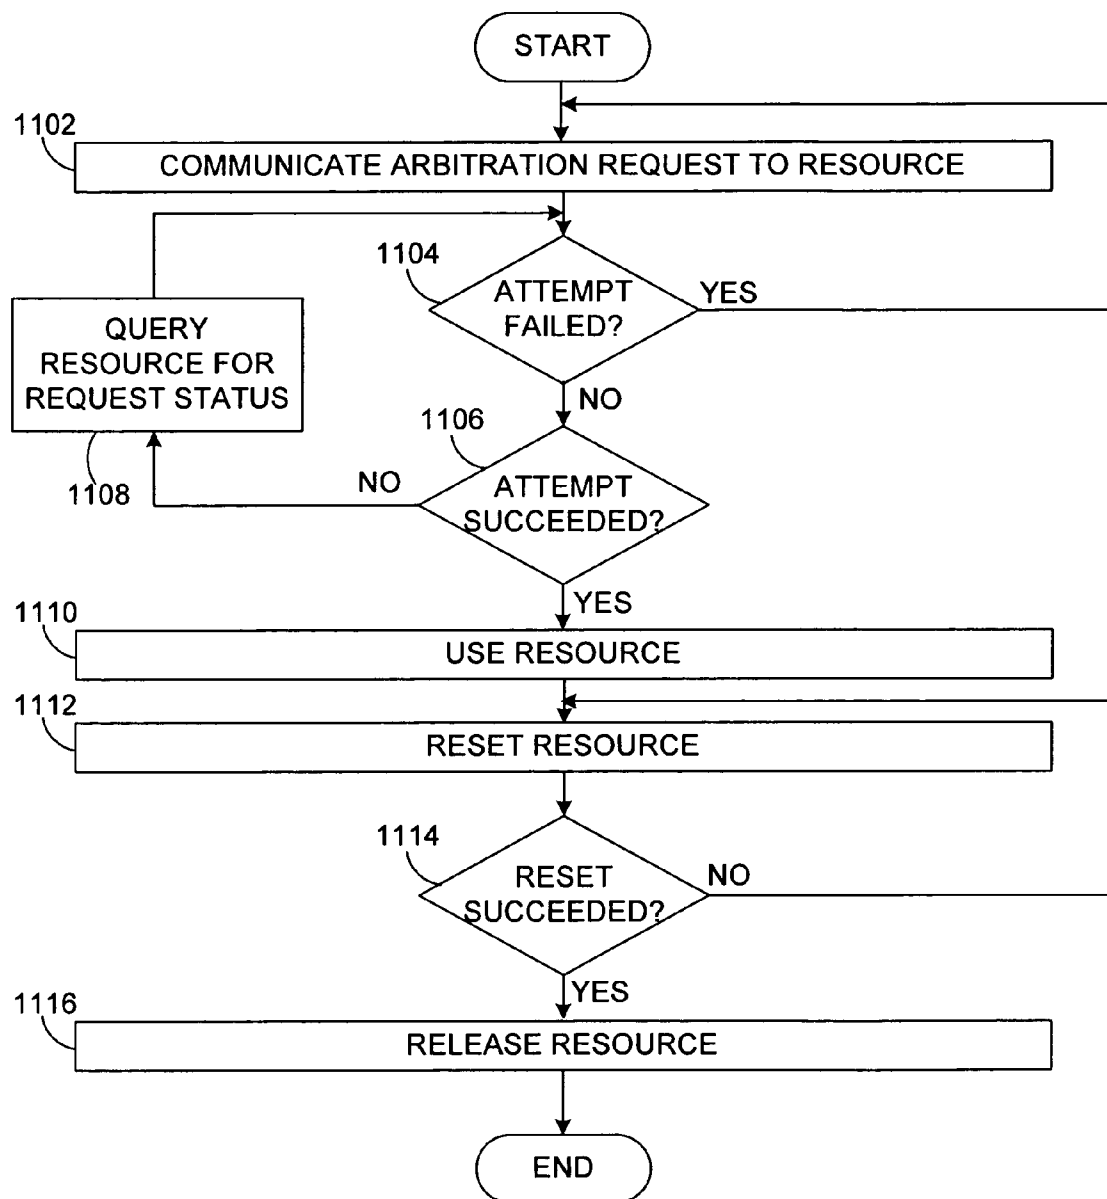 START
1102
COMMUNICATE ARBITRATION REQUEST TO RESOURCE
1104
ATTEMPT
FAILED?
YES
QUERY
RESOURCE FOR
REQUEST STATUS
NO
1106
1108
NO
ATTEMPT
SUCCEEDED?
YES
1110
USE RESOURCE
1112
RESET RESOURCE
1114
RESET
SUCCEEDED?
NO
YES
1116
RELEASE RESOURCE
END